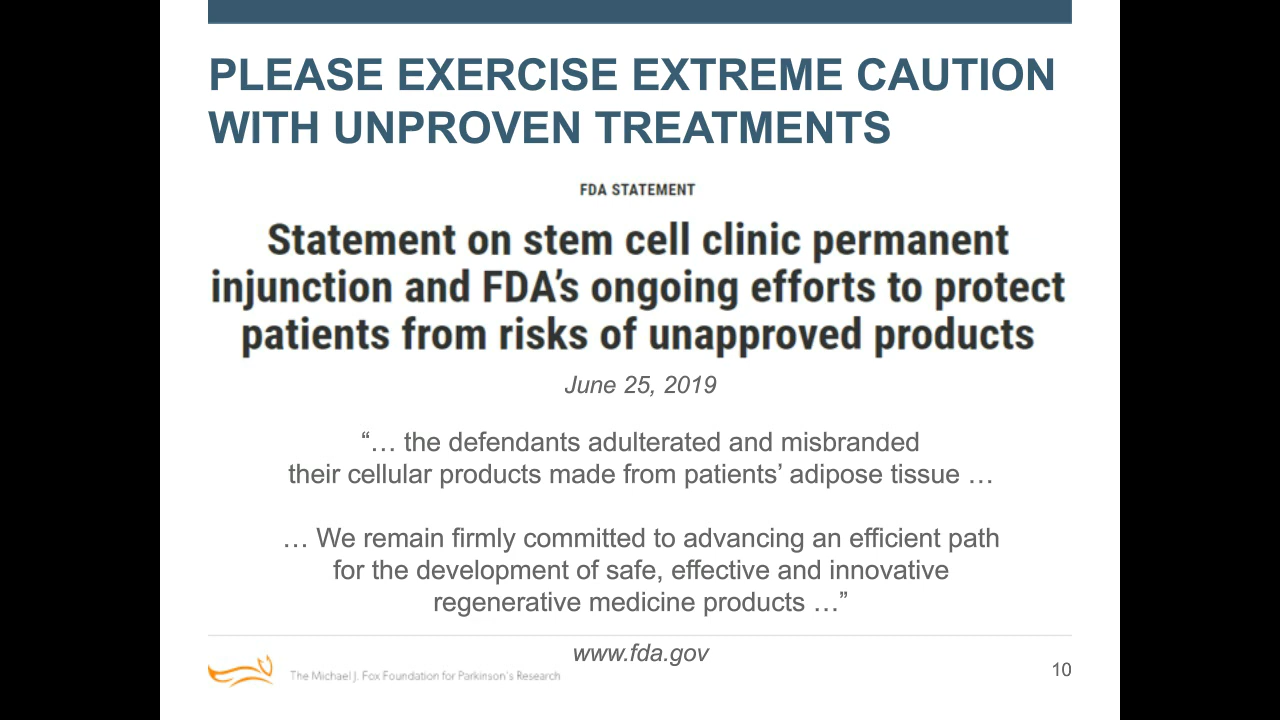 PLEASE EXERCISE EXTREME CAUTION
WITH UNPROVEN TREATMENTS
FDA STATEMENT
Statement on stem cell clinic permanent
injunction and FDA's ongoing efforts to protect
patients from risks of unapproved products
June 25, 2019
“… the defendants adulterated and misbranded
their cellular products made from patients’ adipose tissue …
… We remain firmly committed to advancing an efficient path
for the development of safe, effective and innovative
regenerative medicine products …”
www.fda.gov
The Michael J. Fox Foundation for Parkinson's Research
10